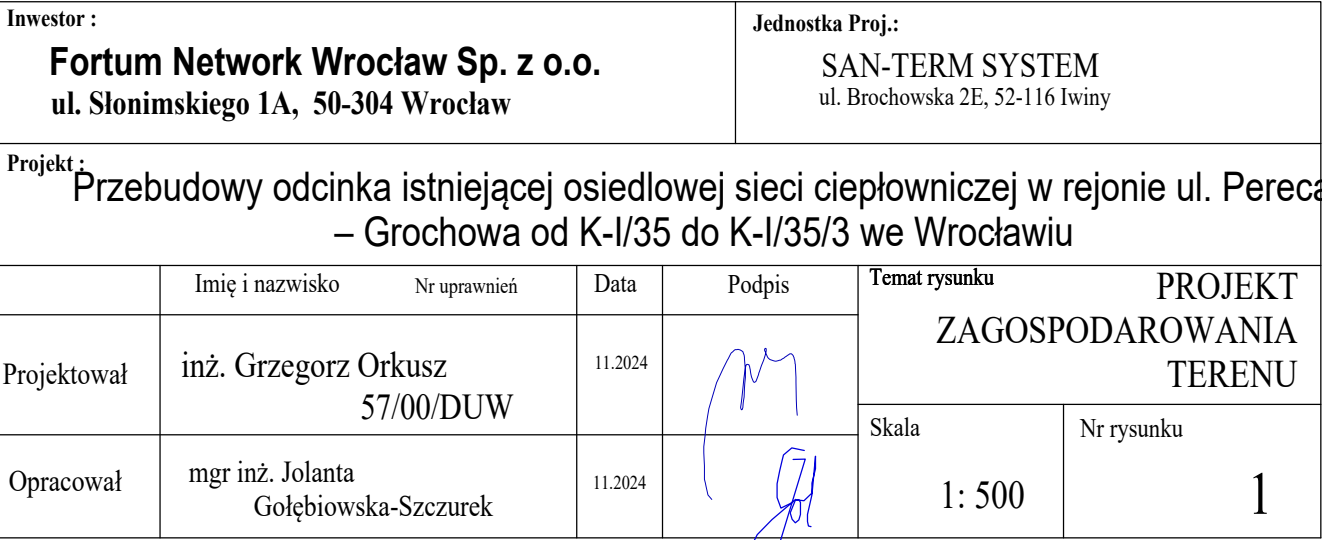 Inwestor :
Fortum Network Wrocław Sp. z o.o.
ul. Słonimskiego 1A, 50-304 Wrocław
Jednostka Proj.:
SAN-TERM SYSTEM
ul. Brochowska 2E, 52-116 Iwiny
Projekt :
Przebudowy odcinka istniejącej osiedlowej sieci ciepłowniczej w rejonie ul. Pereca
– Grochowa od K-I/35 do K-I/35/3 we Wrocławiu
Imię i nazwisko Nr uprawnień Data Podpis
Projektował inż. Grzegorz Orkusz 11.2024
57/00/DUW
Opracował mgr inż. Jolanta 11.2024
Gołębiowska-Szczurek
Temat rysunku PROJEKT
ZAGOSPODAROWANIA
TERENU
Skala Nr rysunku
1: 500 1